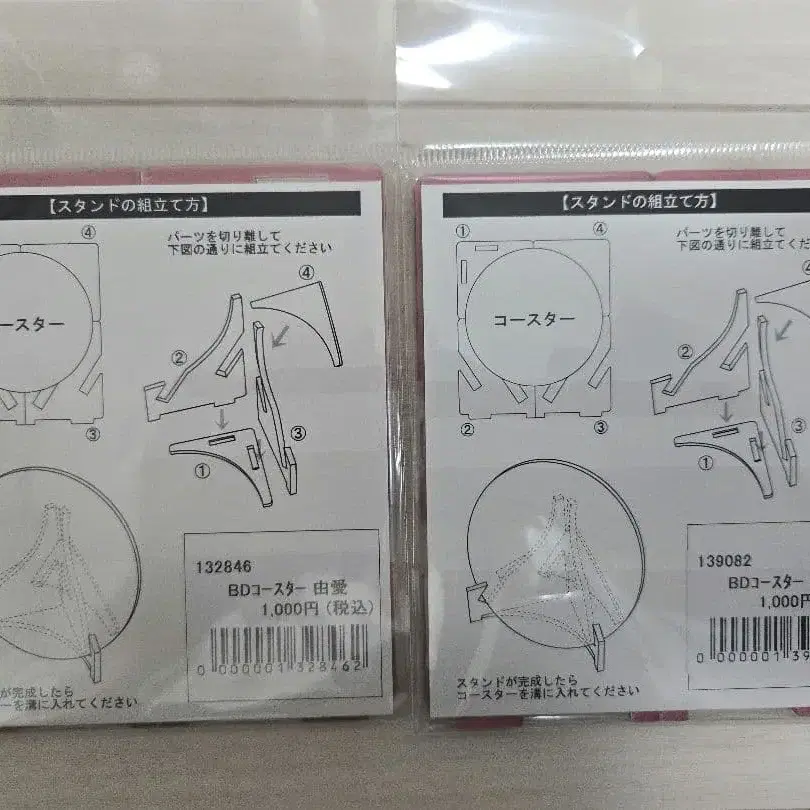 【スタンドの組立て方】
④
パーツを切り離して
下図の通りに組立てください
ースター
④
②
③
③
①
132846
BDコースター 由愛
1,000円(税込)
0 000001 328462
が完成したら
ーを溝に入れてください
【スタンドの組立て方】
①
④
パーツを切り離して
下図の通りに組立てくだ
コースター
②
②
③
③
①
139082
BDコースター
1,000円
0 000001 39
スタンドが完成したら
コースターを溝に入れてください